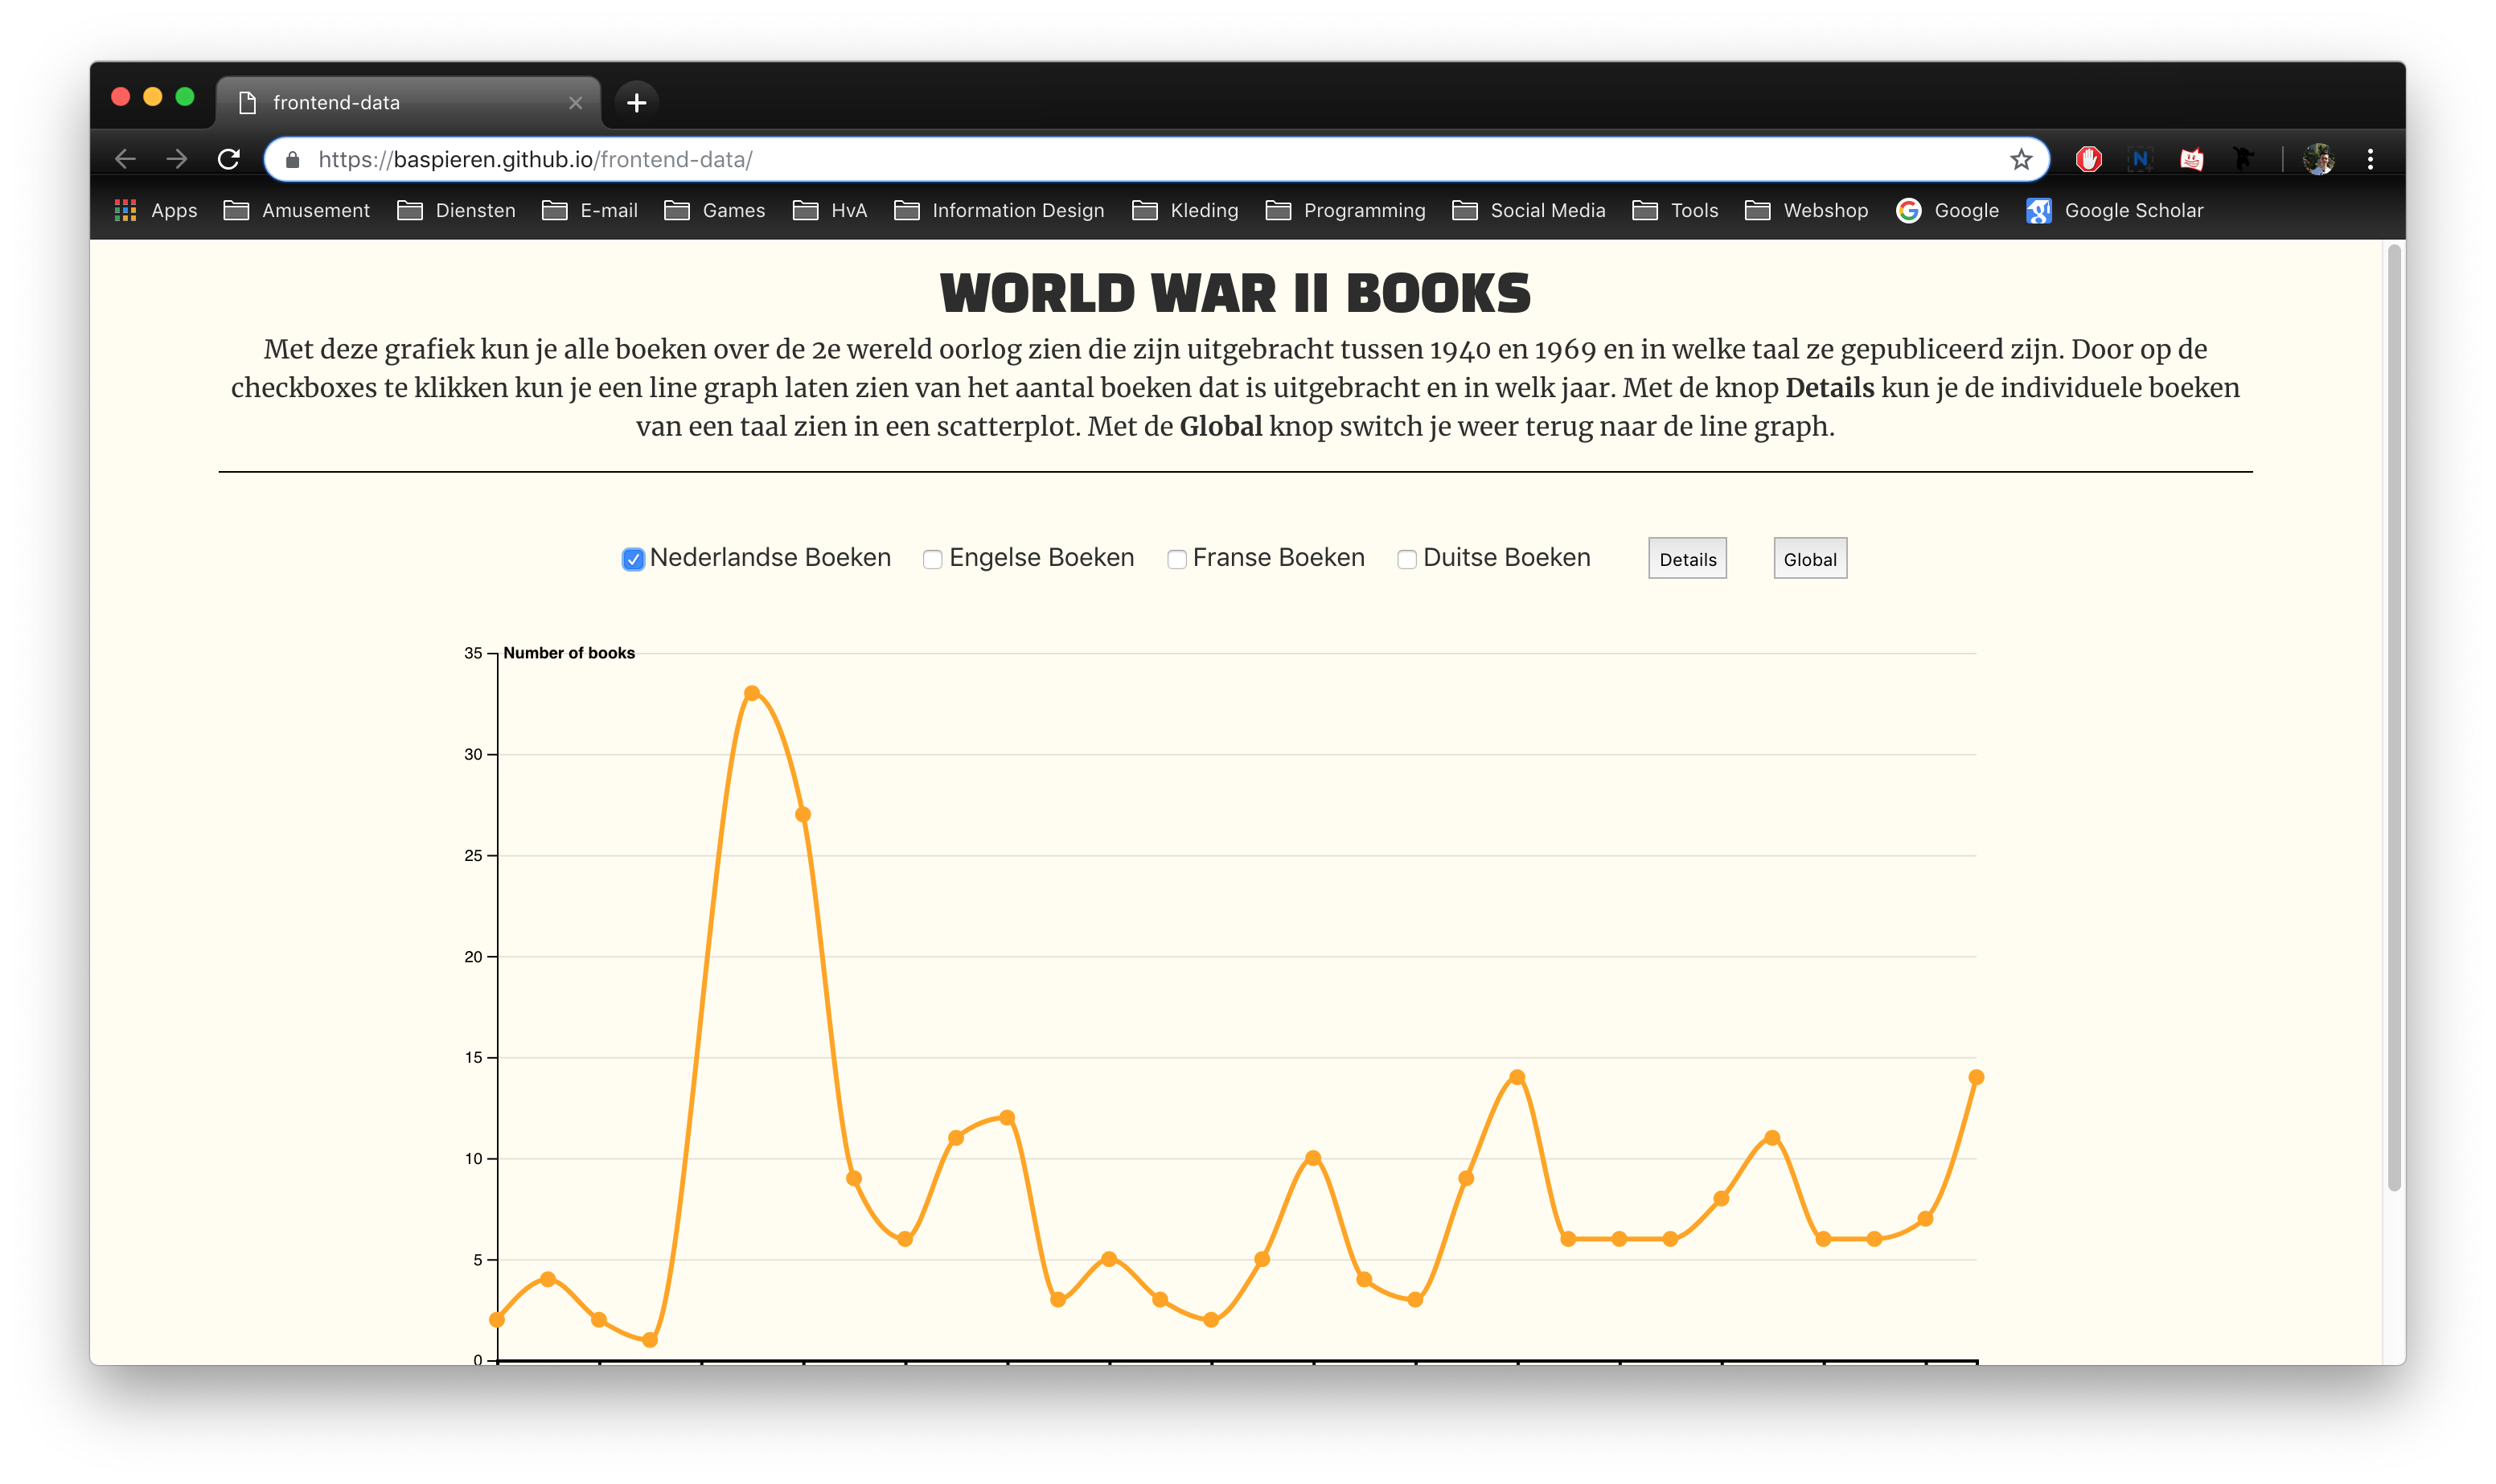 frontend-data
https://baspieren.github.io/frontend-data/
Apps Amusement Diensten E-mail Games HvA Information Design Kleding Programming Social Media Tools Webshop Google Google Scholar
WORLD WAR II BOOKS
Met deze grafiek kun je alle boeken over de 2e wereld oorlog zien die zijn uitgebracht tussen 1940 en 1969 en in welke taal ze gepubliceerd zijn. Door op de
checkboxes te klikken kun je een line graph laten zien van het aantal boeken dat is uitgebracht en in welk jaar. Met de knop Details kun je de individuele boeken
van een taal zien in een scatterplot. Met de Global knop switch je weer terug naar de line graph.
Nederlandse Boeken Engelse Boeken Franse Boeken Duitse Boeken Details Global
35 Number of books
30
25
20
15
10
5
0